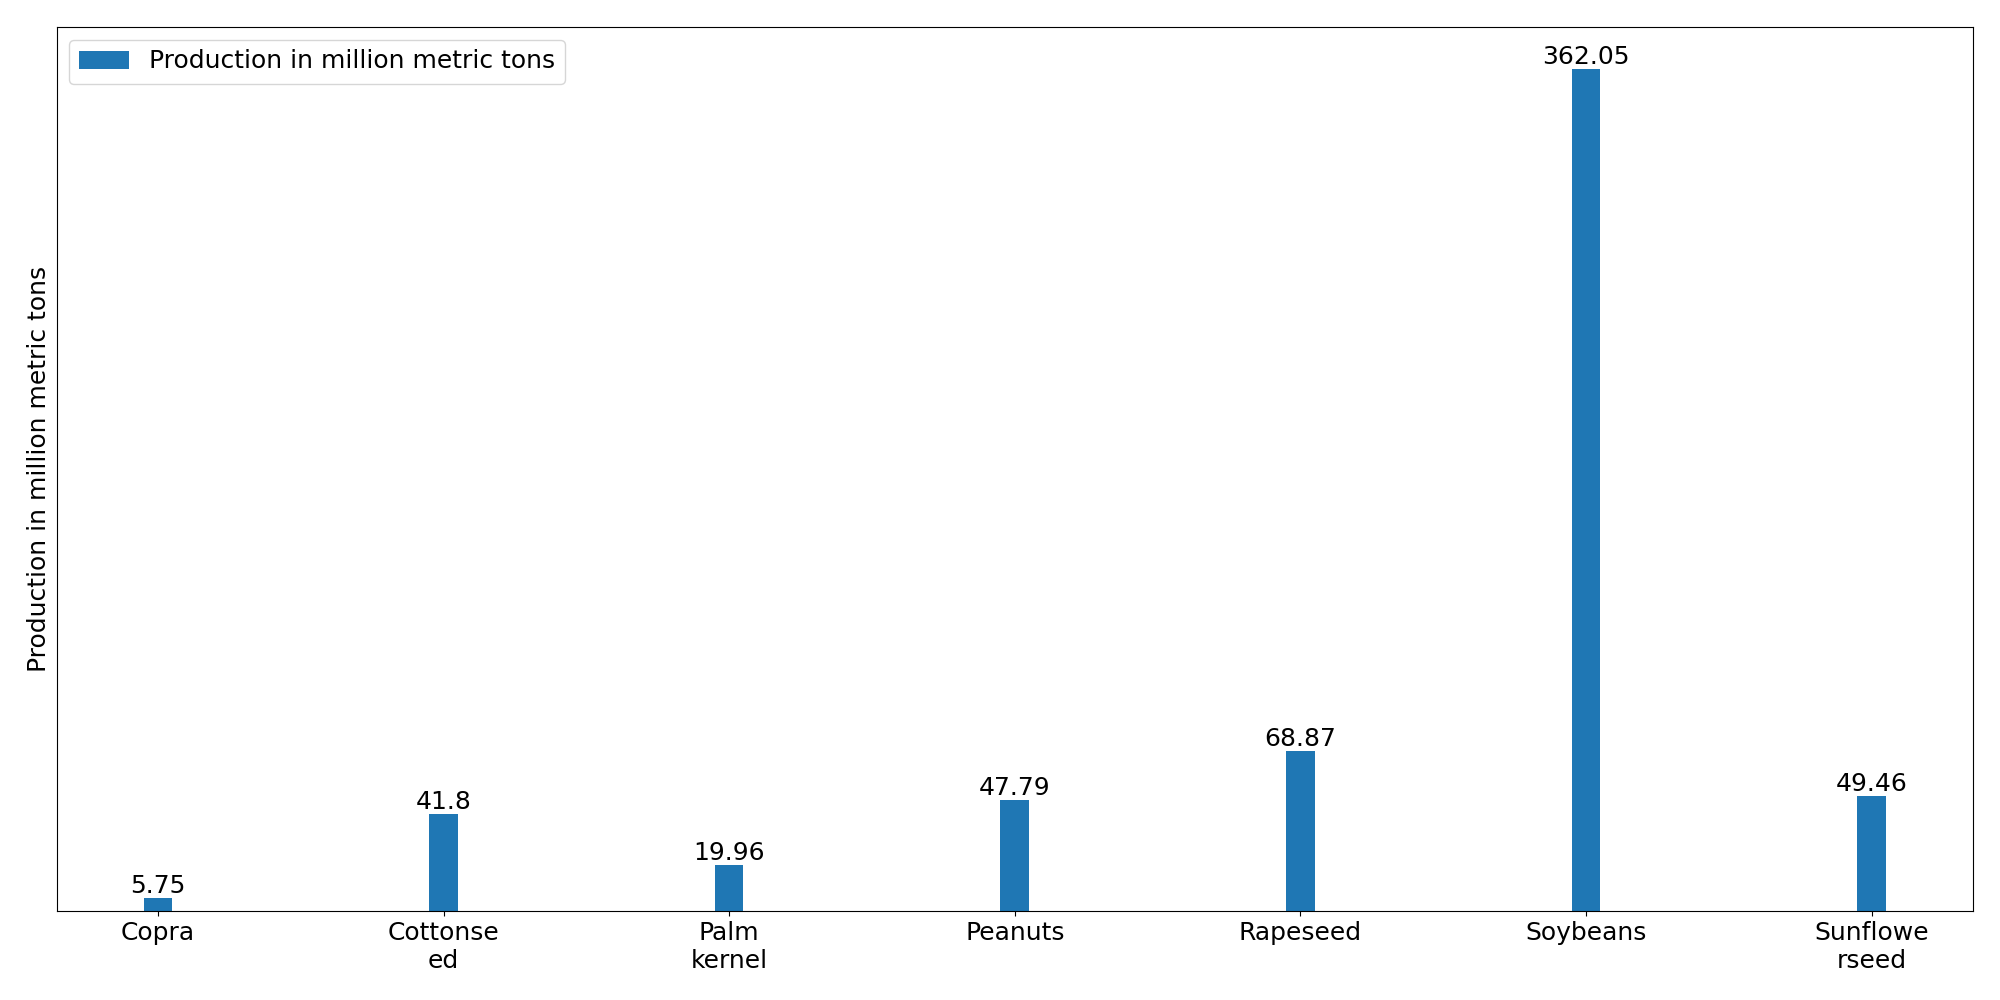 Production in million metric tons
Production in million metric tons
362.05
68.87
49.46
47.79
41.8
19.96
5.75
Copra
Cottonse
ed
Palm
kernel
Peanuts
Rapeseed
Soybeans
Sunflowe
rseed